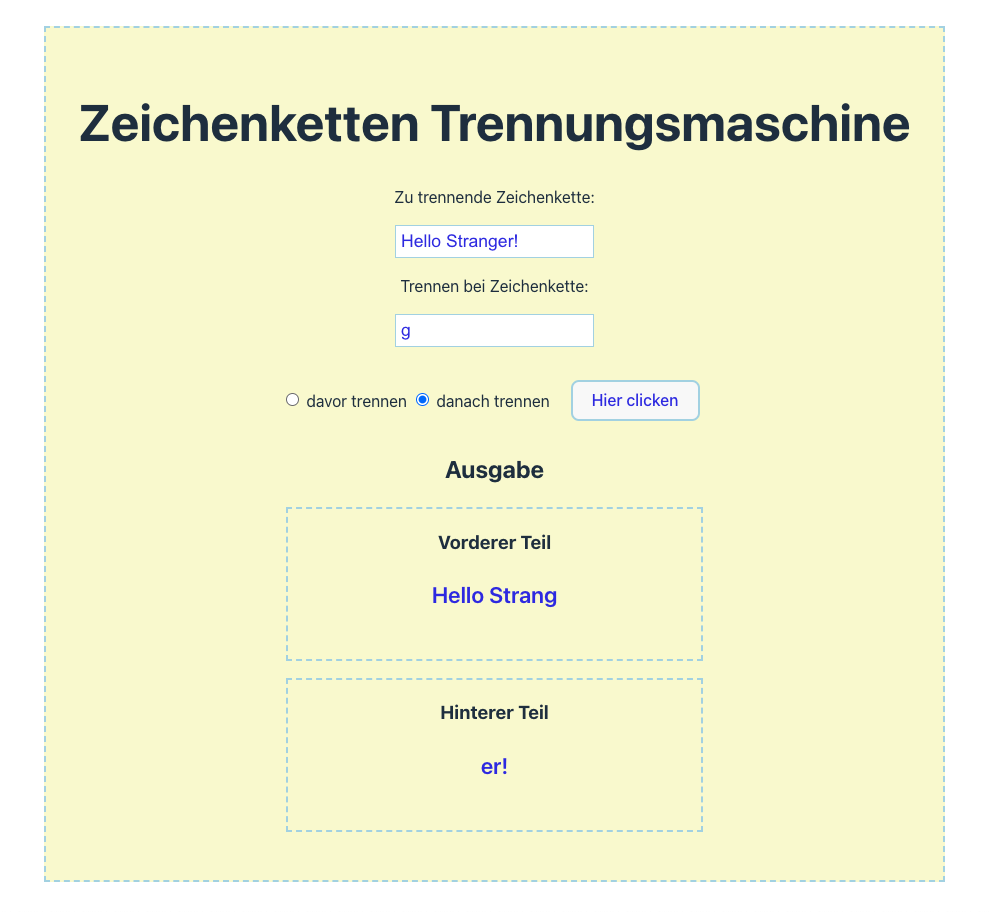 Zeichenketten Trennungsmaschine
Zu trennende Zeichenkette:
Hello Stranger!
Trennen bei Zeichenkette:
g
davor trennen danach trennen Hier clicken
Ausgabe
Vorderer Teil
Hello Strang
Hinterer Teil
er!